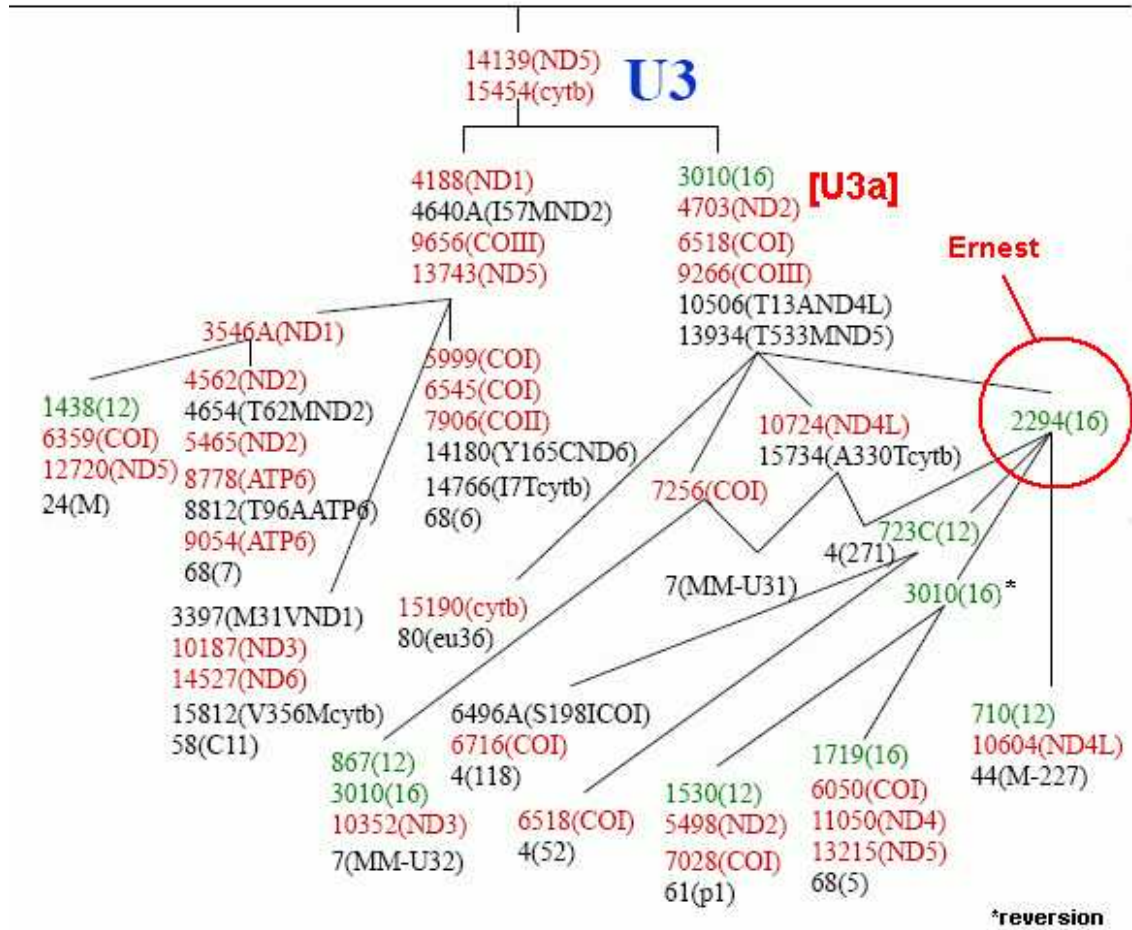 14139(ND5)
15454(cytb)
U3
4188(ND1)
4640A(I57MND2)
9656(COIII)
13743(ND5)
3010(16)
4703(ND2)
6518(COI)
9266(COIII)
10506(T13AND4L)
13934(T533MND5)
[U3a]
Ernest
3546A(ND1)
1438(12)
6359(COI)
12720(ND5)
24(M)
4562(ND2)
4654(T62MND2)
5465(ND2)
8778(ATP6)
8812(T96AATP6)
9054(ATP6)
68(7)
5999(COI)
6545(COI)
7906(COII)
14180(Y165CND6)
14766(I7Tcytb)
68(6)
3397(M31VND1)
10187(ND3)
14527(ND6)
15812(V356Mcytb)
58(C11)
15190(cytb)
80(eu36)
7256(COI)
10724(ND4L)
15734(A330Tcytb)
2294(16)
7(MM-U31)
4(271)
723C(12)
3010(16)*
867(12)
3010(16)
10352(ND3)
7(MM-U32)
6496A(S198ICOI)
6716(COI)
4(118)
6518(COI)
4(52)
1530(12)
5498(ND2)
7028(COI)
61(p1)
1719(16)
6050(COI)
11050(ND4)
13215(ND5)
68(5)
710(12)
10604(ND4L)
44(M-227)
*reversion